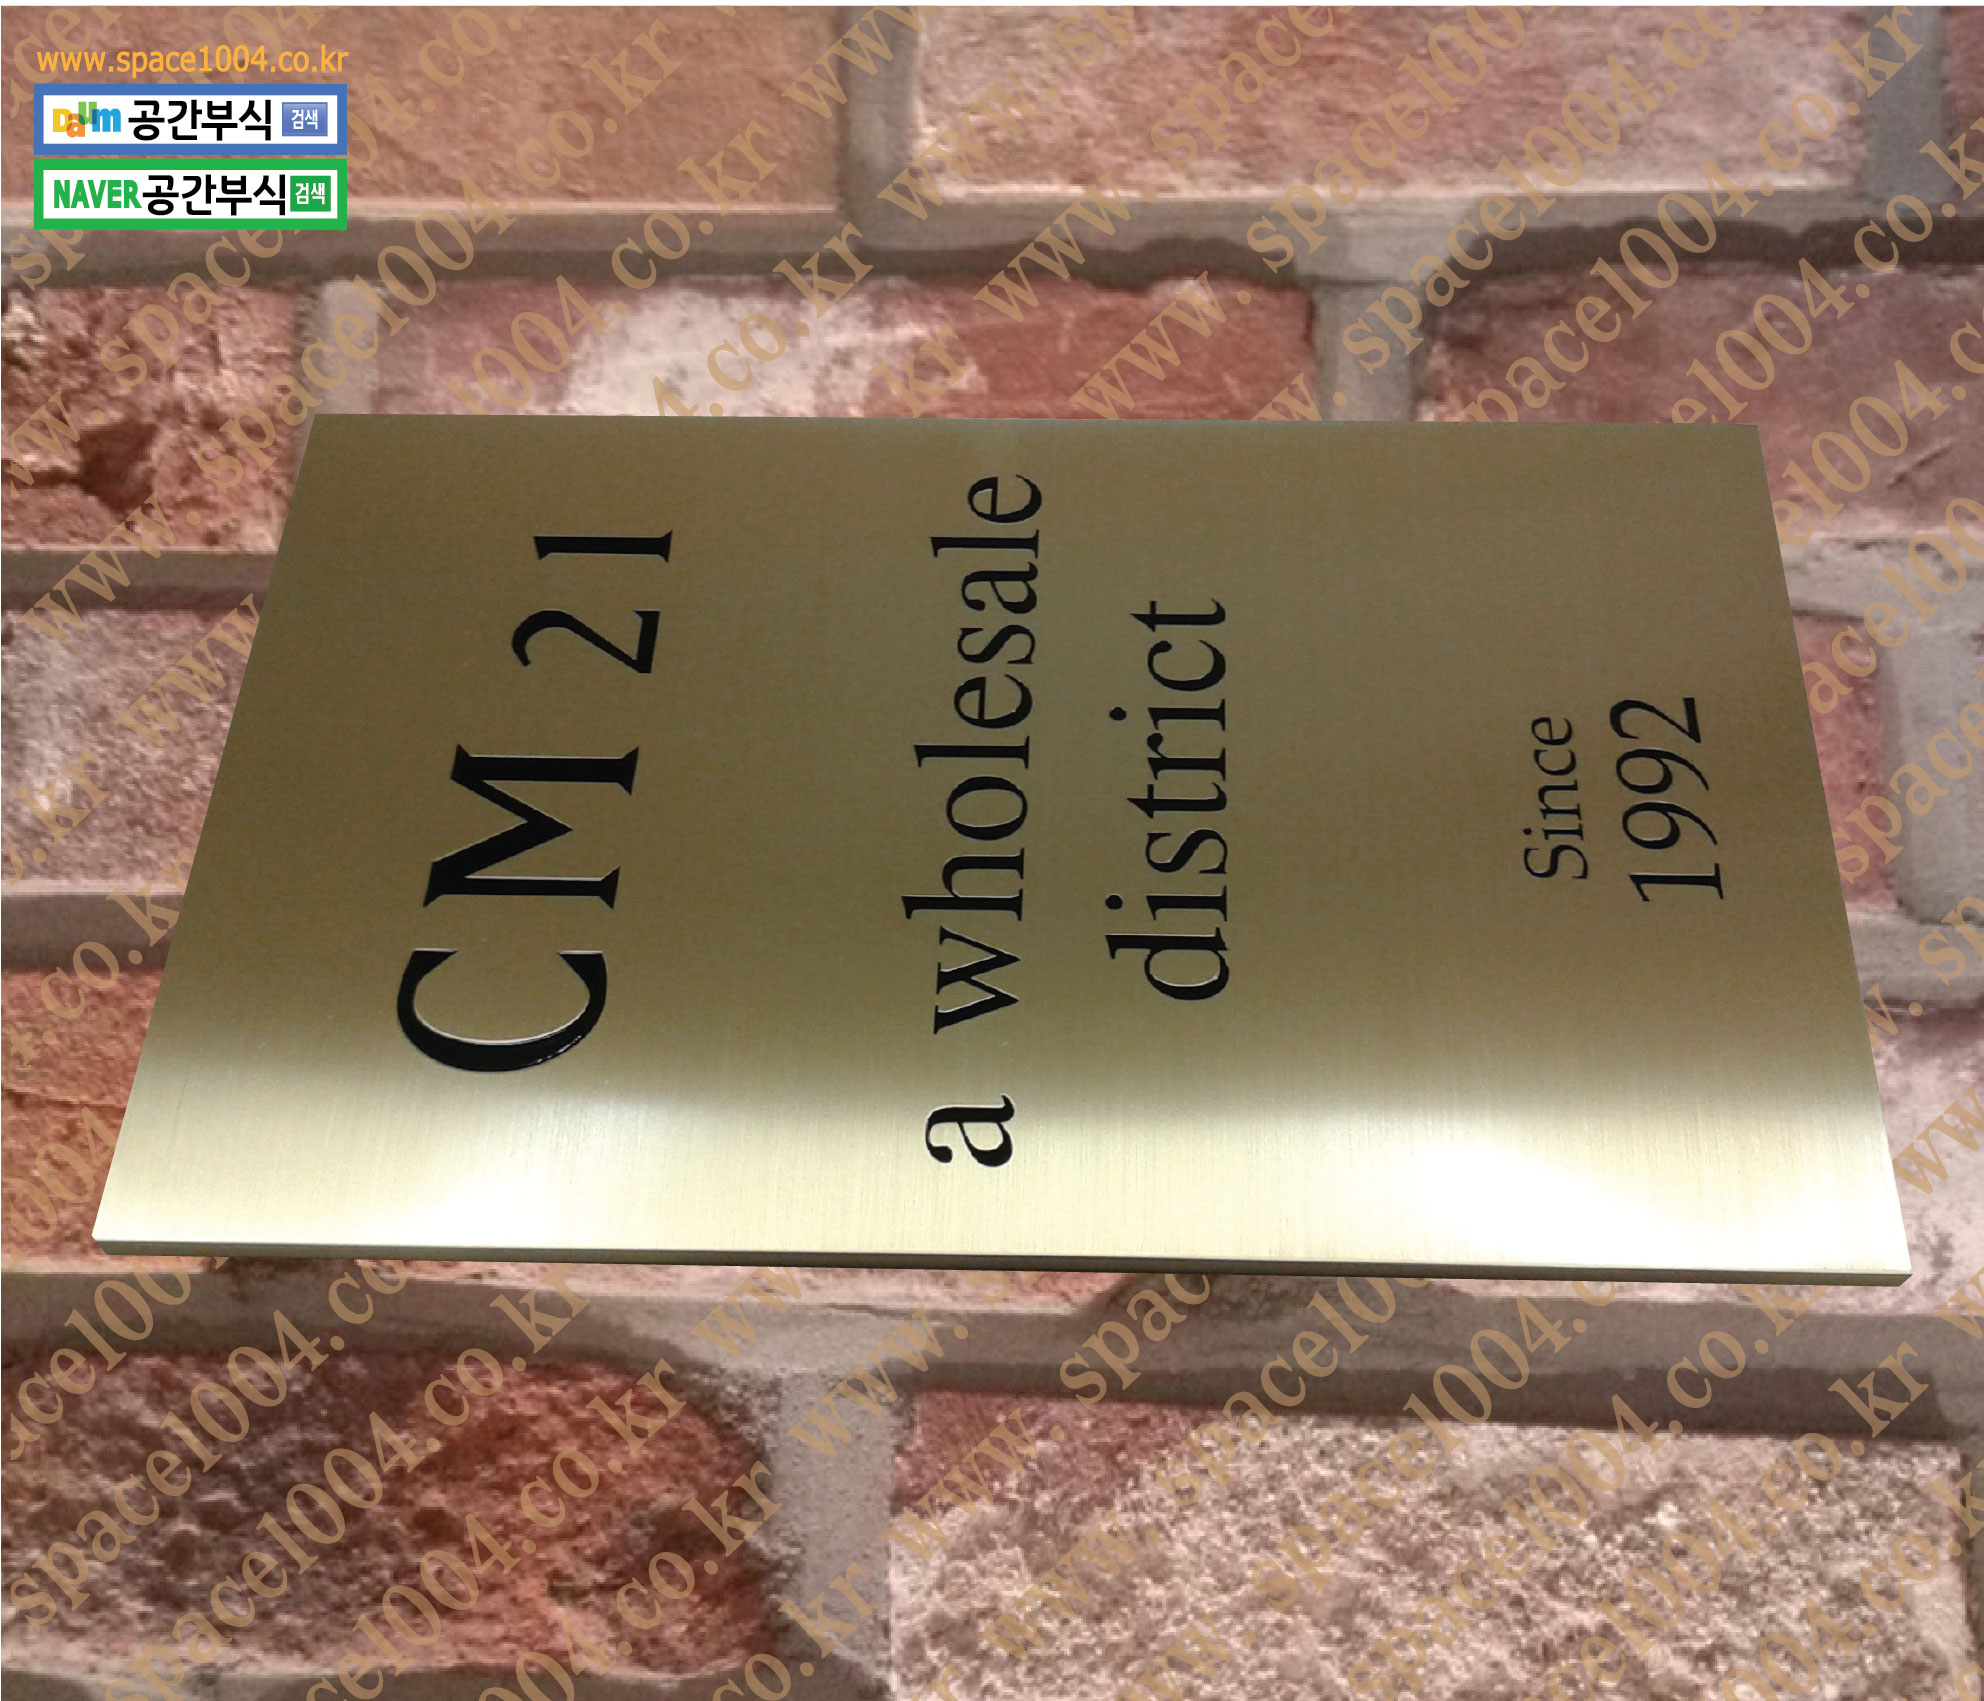 www.space1004.co.kr
Daum 공간부식 검색
NAVER 공간부식 검색
CM 21
a wholesale
district
Since
1992